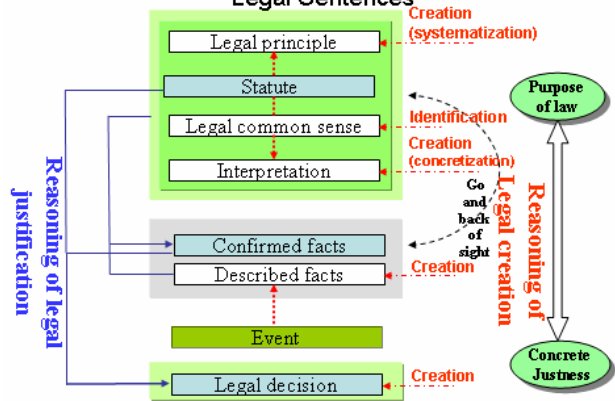 Legal Sentences
Creation
(systematization)
Legal principle
Statute
Legal common sense
Identification
Creation
(concretization)
Interpretation
Purpose
of law
Go
and
back
of
sight
Reasoning of
Legal creation
Reasoning of legal
justification
Confirmed facts
Described facts
Creation
Event
Concrete
Justness
Legal decision
Creation